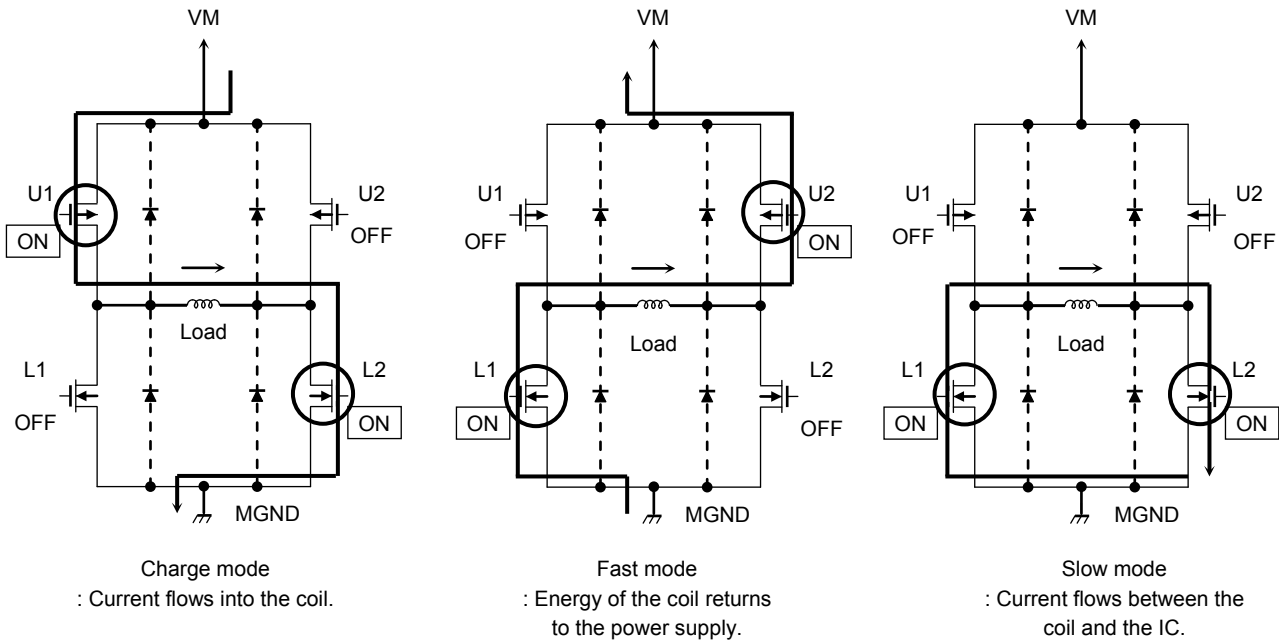 VM
U1
U2
ON
OFF
Load
L1
L2
OFF
ON
MGND
Charge mode
: Current flows into the coil.
VM
U1
U2
OFF
ON
Load
L1
L2
ON
OFF
MGND
Fast mode
: Energy of the coil returns
to the power supply.
VM
U1
U2
OFF
OFF
Load
L1
L2
ON
ON
MGND
Slow mode
: Current flows between the
coil and the IC.